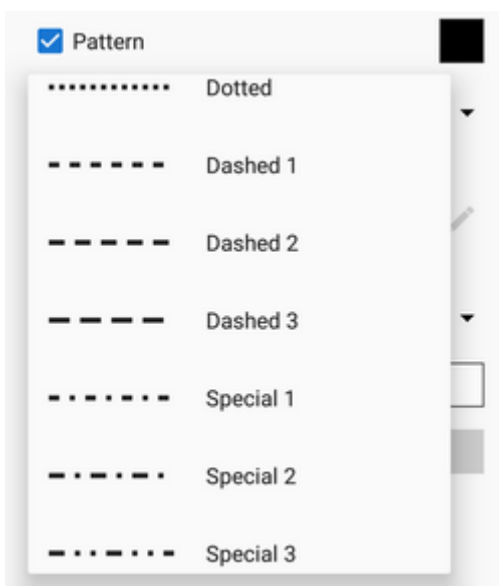 Pattern
Dotted
Dashed 1
Dashed 2
Dashed 3
Special 1
Special 2
Special 3